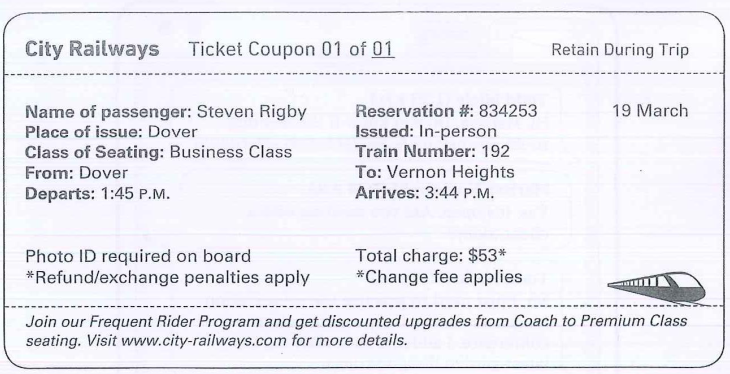 City Railways Ticket Coupon 01 of 01 Retain During Trip
Name of passenger: Steven Rigby Reservation #: 834253 19 March
Place of issue: Dover Issued: In-person
Class of Seating: Business Class Train Number: 192
From: Dover To: Vernon Heights
Departs: 1:45 P.M. Arrives: 3:44 P.M.
Photo ID required on board Total charge: $53*
*Refund/exchange penalties apply *Change fee applies
Join our Frequent Rider Program and get discounted upgrades from Coach to Premium Class
seating. Visit www.city-railways.com for more details.